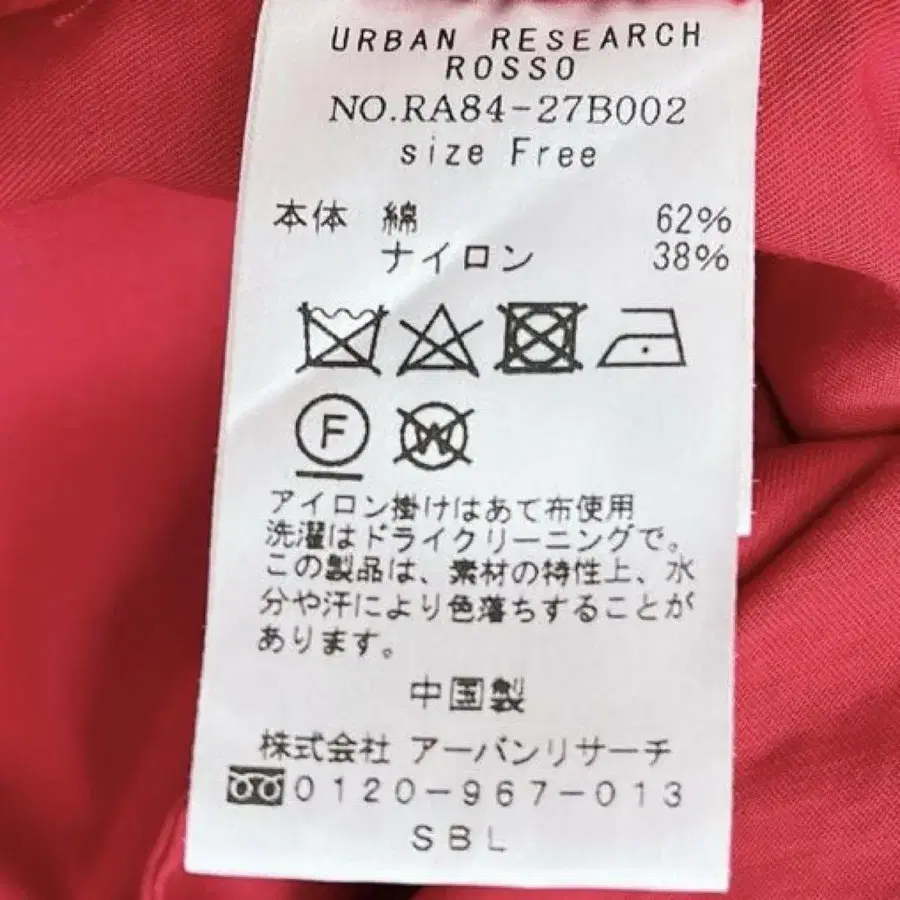 URBAN RESEARCH
ROSSO
NO.RA84-27B002
size Free
本体 綿 62%
ナイロン 38%
F W
アイロン掛けはあて布使用
洗濯はドライクリーニングで。
この製品は、素材の特性上、水
分や汗により色落ちすることが
あります。
中国製
株式会社 アーバンリサーチ
0120-967-013
SBL